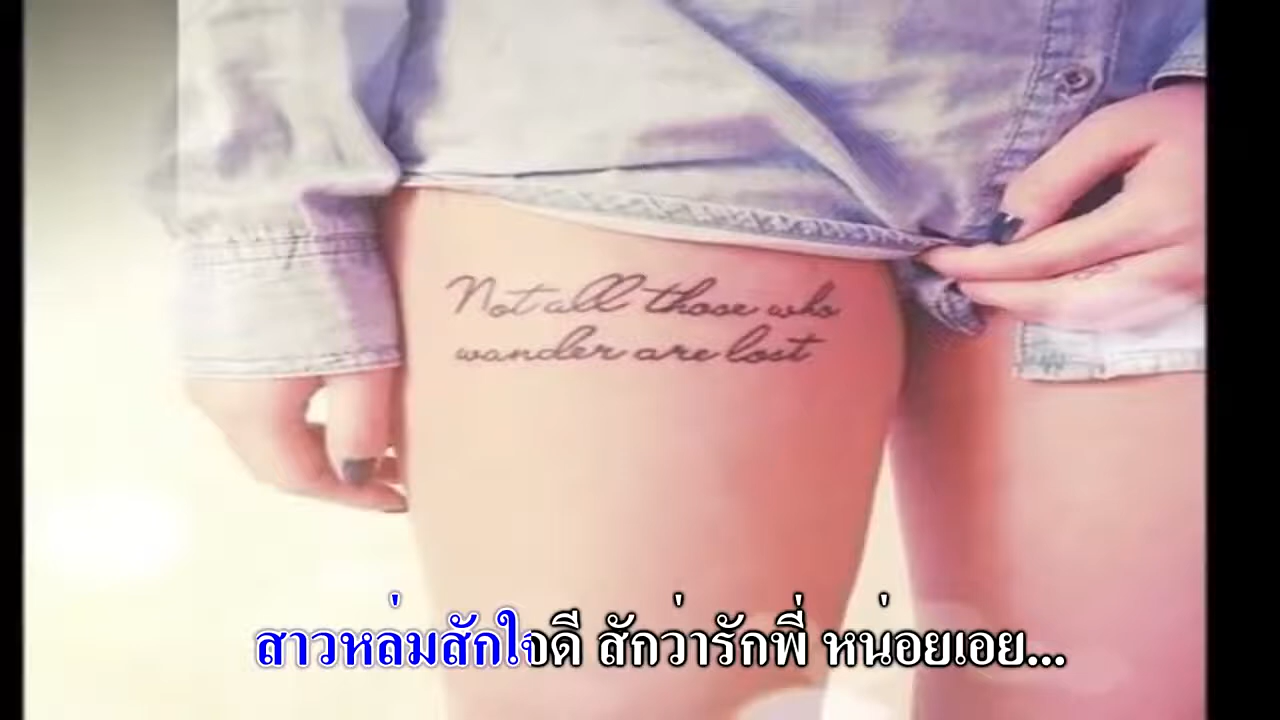 Not all those who
wander are lost
สาวหล่มสักใจดี สักว่ารักพี่ หน่อยเอย...